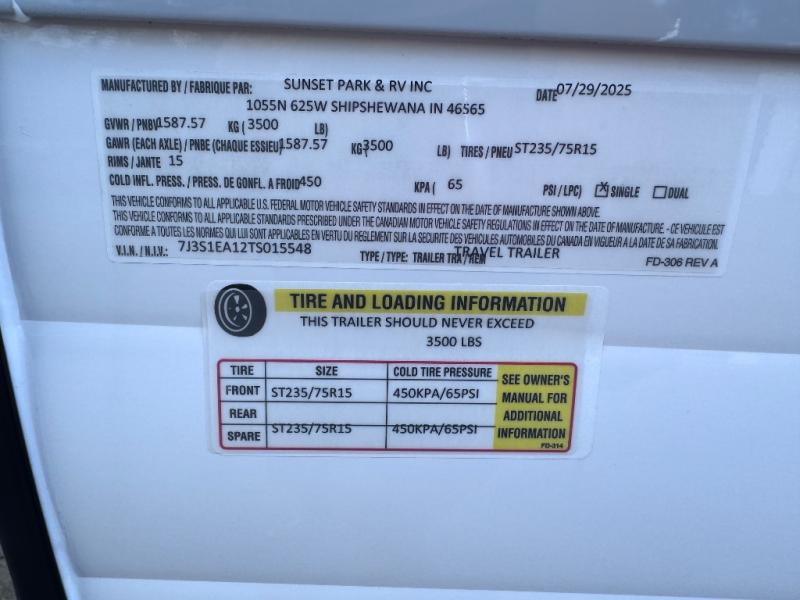 MANUFACTURED BY / FABRIQUE PAR: SUNSET PARK & RV INC DATE 07/29/2025
1055N 625W SHIPSHEWANA IN 46565
GVWR / PNBV 1587.57 KG ( 3500 LB)
GAWR (EACH AXLE) / PNBE (CHAQUE ESSIEU) 1587.57 KG( 3500 LB) TIRES / PNEU ST235/75R15
RIMS / JANTE 15
COLD INFL. PRESS. / PRESS. DE GONFL. A FROID 450 KPA ( 65 PSI / LPC) SINGLE DUAL
THIS VEHICLE CONFORMS TO ALL APPLICABLE U.S. FEDERAL MOTOR VEHICLE SAFETY STANDARDS IN EFFECT ON THE DATE OF MANUFACTURE SHOWN ABOVE.
THIS VEHICLE CONFORMS TO ALL APPLICABLE STANDARDS PRESCRIBED UNDER THE CANADIAN MOTOR VEHICLE SAFETY REGULATIONS IN EFFECT ON THE DATE OF MANUFACTURE. - CE VEHICULE EST
CONFORME A TOUTES LES NORMES QUI LUI SONT APPLICABLES EN VERTU DU REGLEMENT SUR LA SECURITE DES VEHICULES AUTOMOBILES DU CANADA EN VIGUEUR A LA DATE DE SA FABRICATION.
V.I.N. / N.I.V.: 7J3S1EA12TS015548 TYPE / TYPE: TRAILER TRA / REM TRAVEL TRAILER
FD-306 REV A
TIRE AND LOADING INFORMATION
THIS TRAILER SHOULD NEVER EXCEED
3500 LBS
TIRE SIZE COLD TIRE PRESSURE
FRONT ST235/75R15 450KPA/65PSI
REAR
SPARE ST235/75R15 450KPA/65PSI
SEE OWNER'S
MANUAL FOR
ADDITIONAL
INFORMATION
FD-314